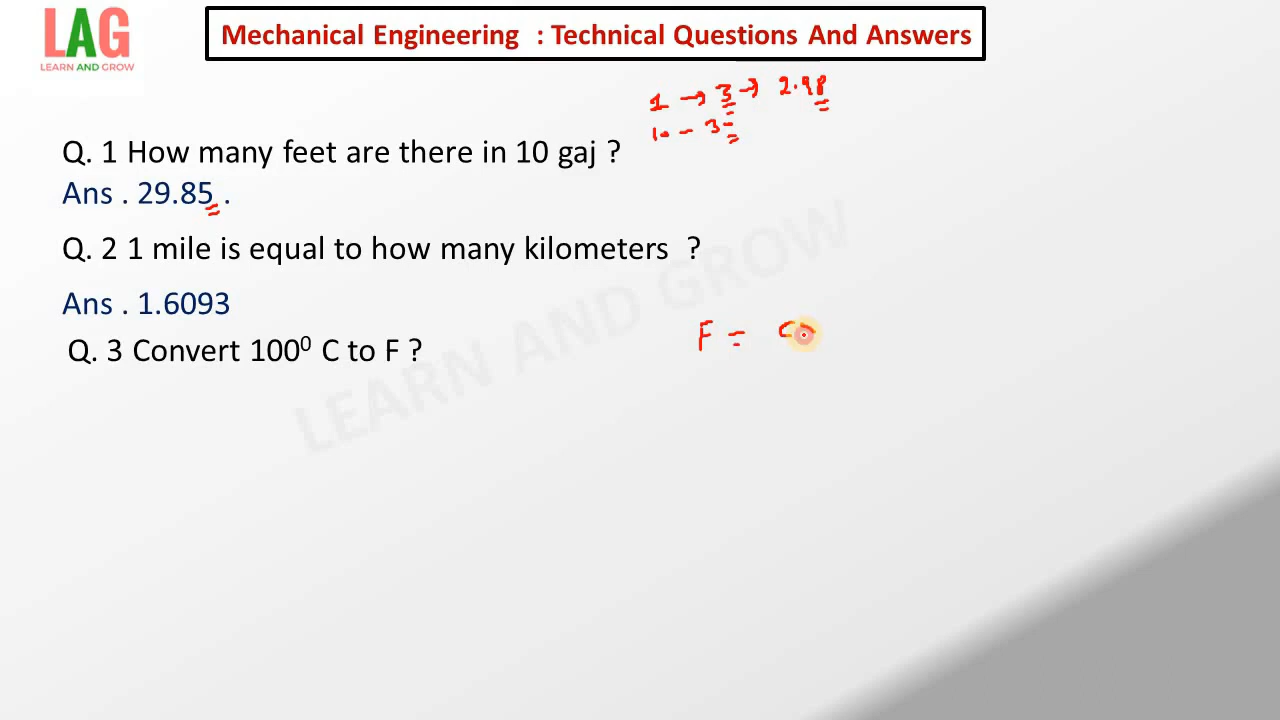 LAG
LEARN AND GROW
Mechanical Engineering : Technical Questions And Answers
1 → 3 → 2.98
10 - 3
Q. 1 How many feet are there in 10 gaj ?
Ans . 29.85 .
Q. 2 1 mile is equal to how many kilometers ?
Ans . 1.6093
Q. 3 Convert 100⁰ C to F ?
F =
LEARN AND GROW